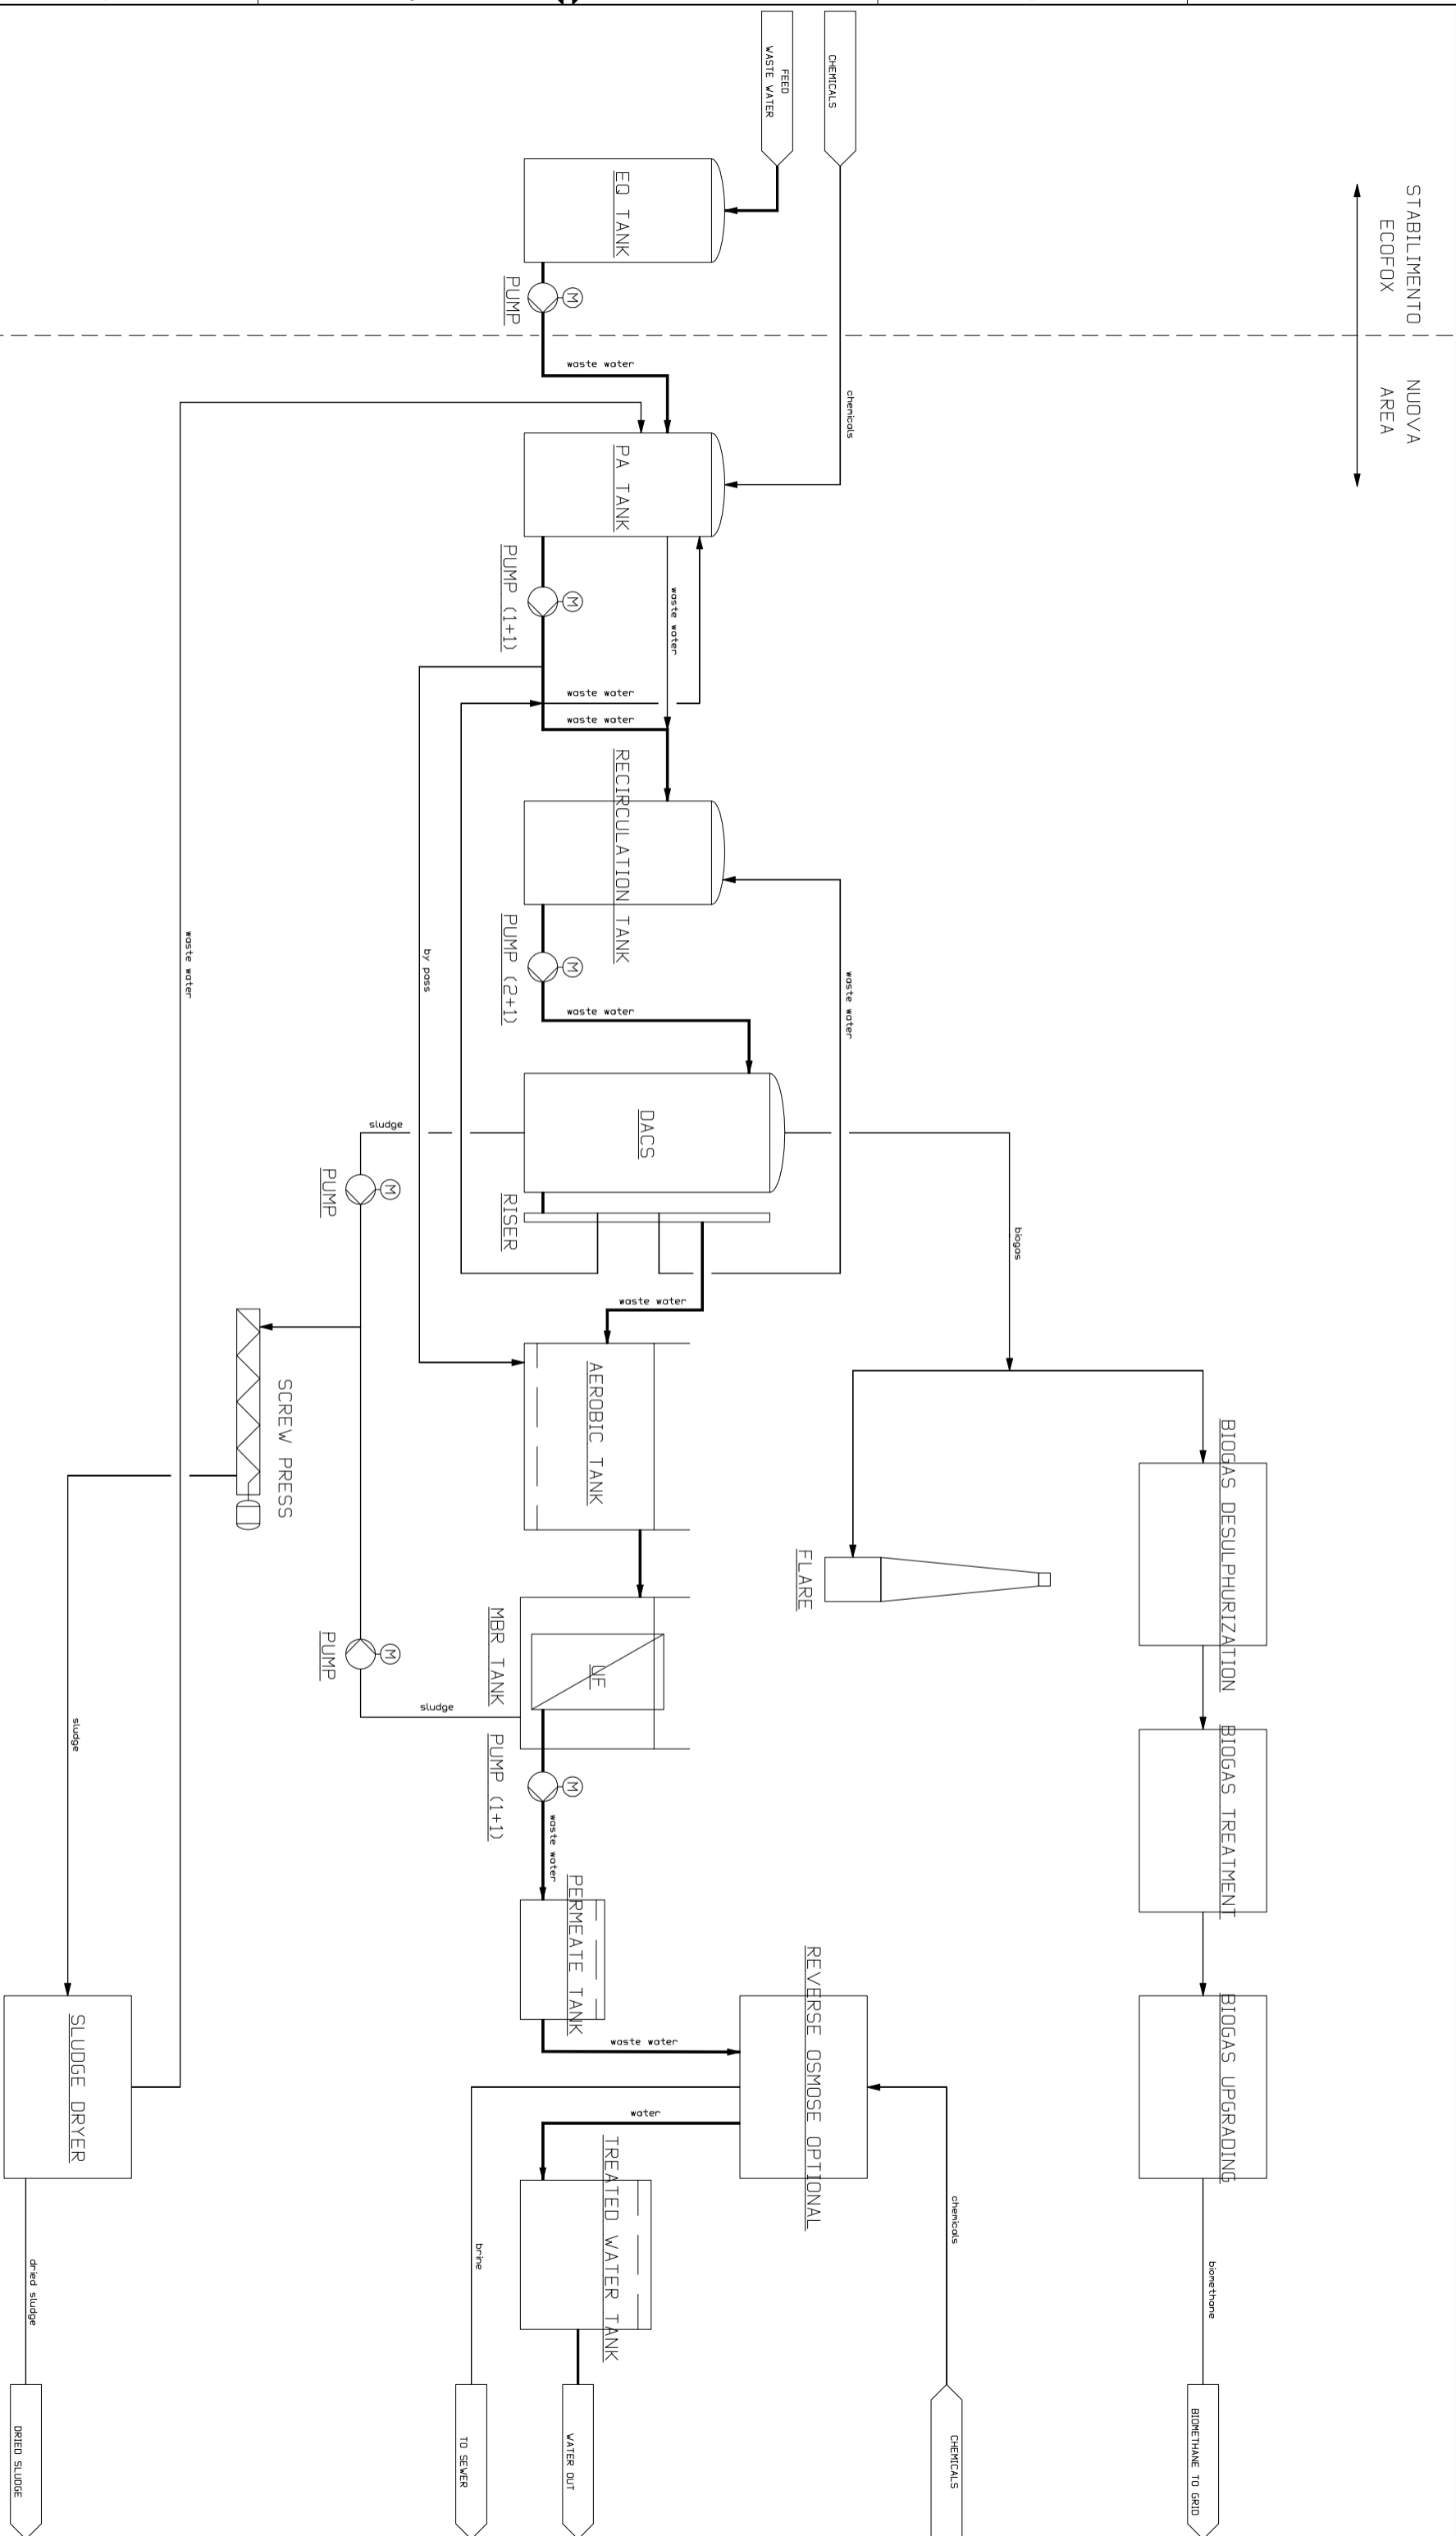 STABILIMENTO
ECOFOX
NUOVA
AREA
CHEMICALS
FEED
WASTE WATER
chemicals
EQ TANK
M
PUMP
waste water
PA TANK
M
PUMP (1+1)
waste water
waste water
waste water
RECIRCULATION TANK
M
PUMP (2+1)
waste water
waste water
by pass
waste water
DACS
RISER
sludge
M
PUMP
biogas
waste water
AEROBIC TANK
SCREW PRESS
BIOGAS DESULPHURIZATION
FLARE
BIOGAS TREATMENT
BIOGAS UPGRADING
biomethane
BIOMETHANE TO GRID
UF
MBR TANK
M
PUMP
sludge
M
PUMP (1+1)
waste water
PERMEATE TANK
waste water
REVERSE OSMOSE OPTIONAL
chemicals
CHEMICALS
water
TREATED WATER TANK
WATER OUT
brine
TO SEWER
sludge
SLUDGE DRYER
dried sludge
DRIED SLUDGE